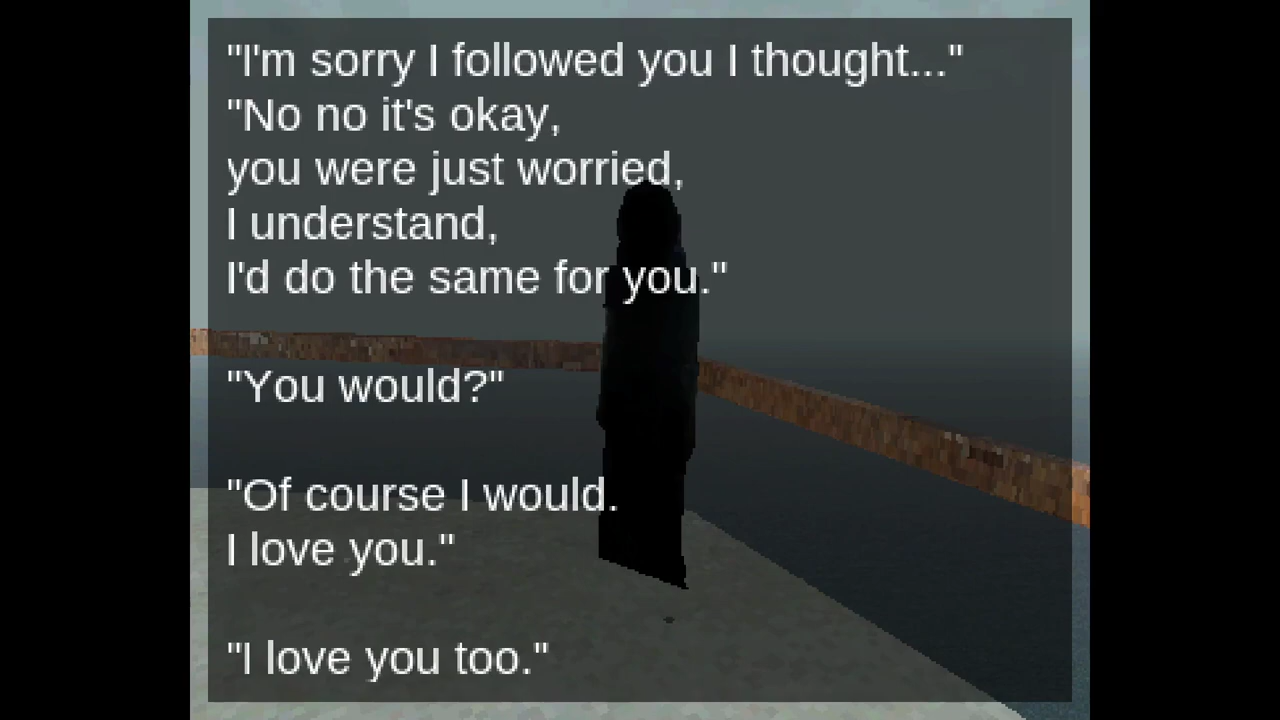 "I'm sorry I followed you I thought..."
"No no it's okay,
you were just worried,
I understand,
I'd do the same for you."
"You would?"
"Of course I would.
I love you."
"I love you too."